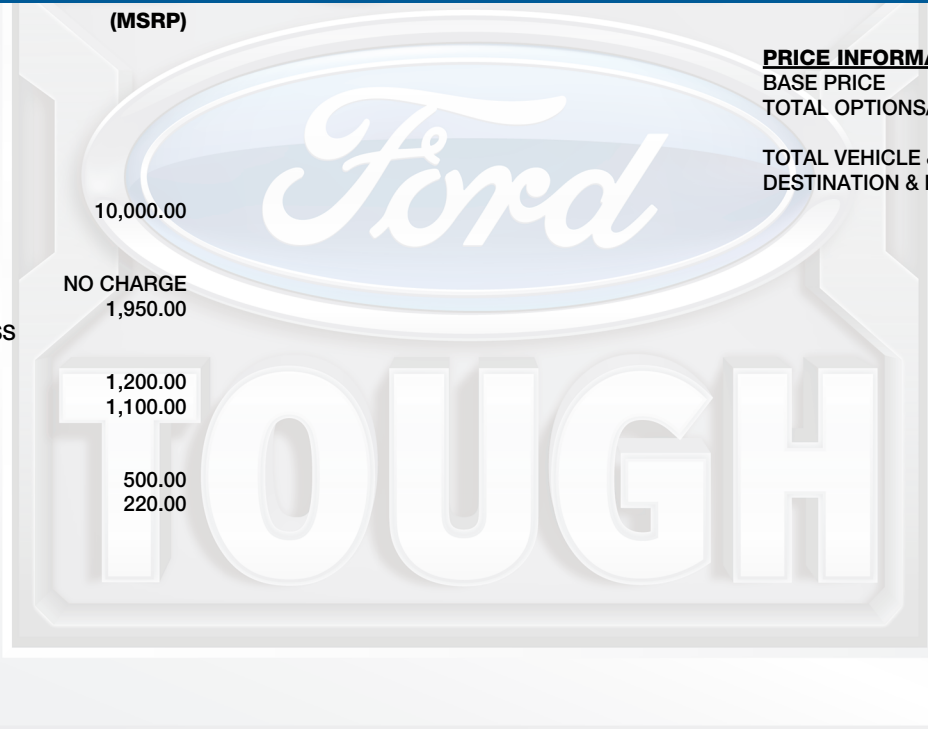 (MSRP)
10,000.00
NO CHARGE
1,950.00
SS
1,200.00
1,100.00
500.00
220.00
PRICE INFORMA
BASE PRICE
TOTAL OPTIONS/
TOTAL VEHICLE &
DESTINATION &
Ford
TOUGH